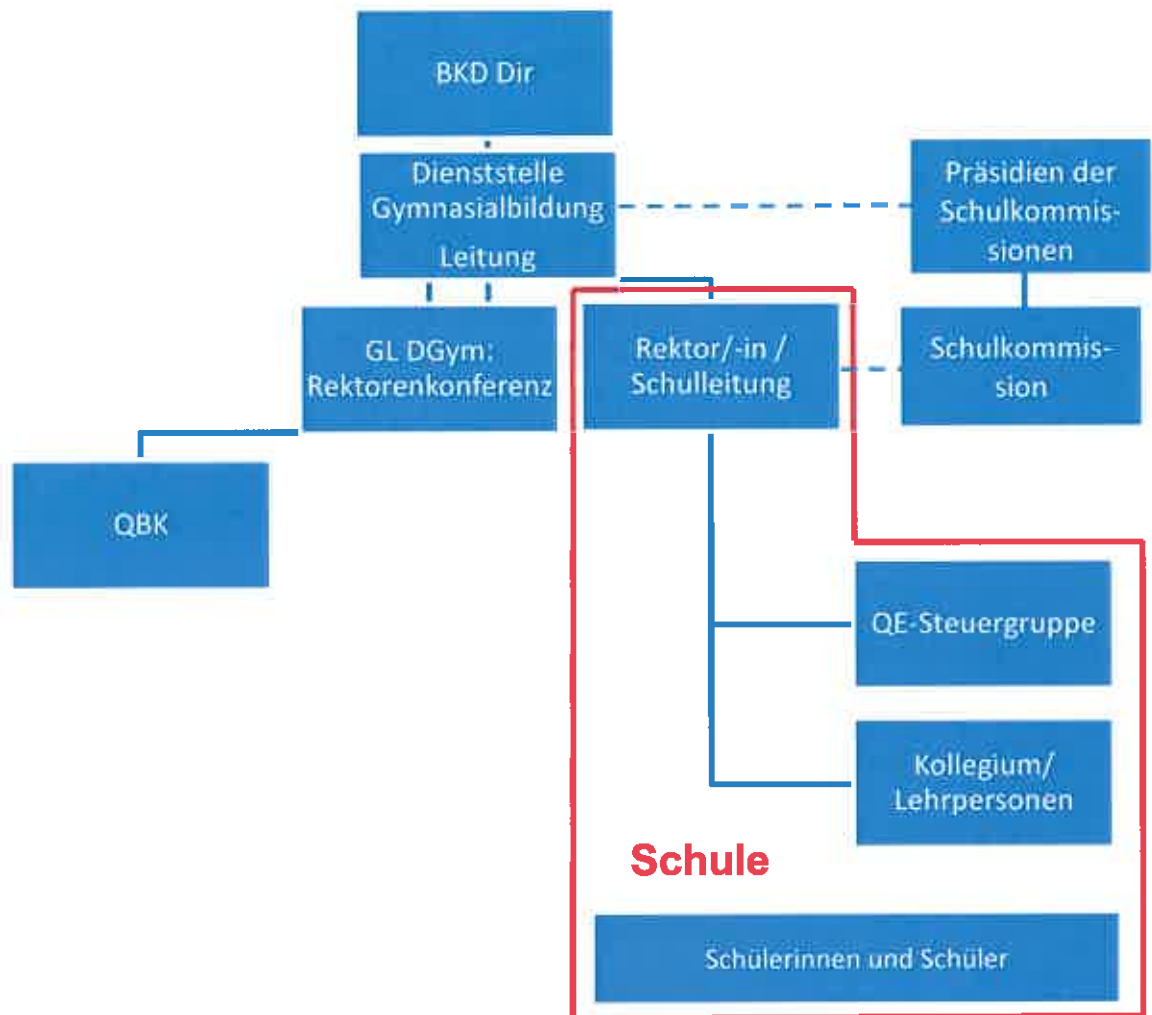 BKD Dir
Dienststelle
Gymnasialbildung
Leitung
Präsidien der
Schulkommis-
sionen
GL DGym:
Rektorenkonferenz
Rektor/-in /
Schulleitung
Schulkommis-
sion
QBK
QE-Steuergruppe
Kollegium/
Lehrpersonen
Schule
Schülerinnen und Schüler